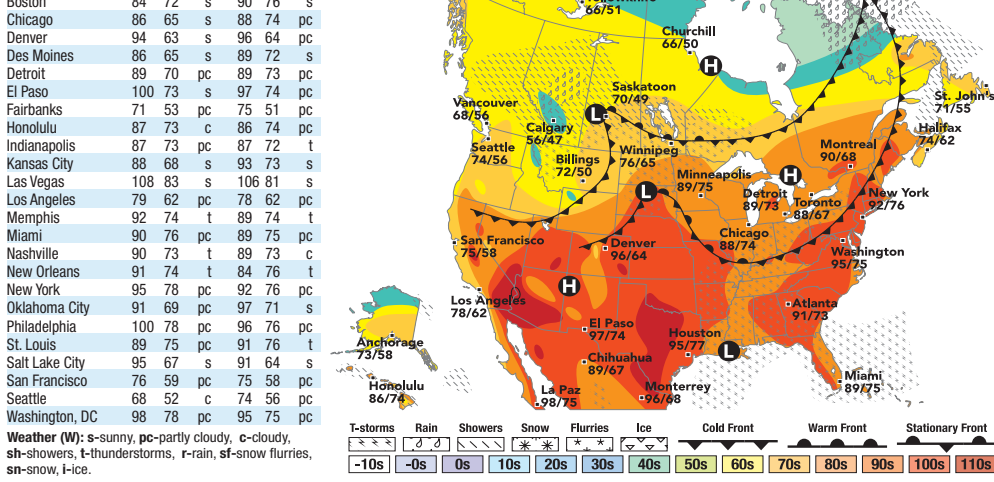 Boston 84 72 s 90 76 s
Chicago 86 65 s 88 74 pc
Denver 94 63 s 96 64 pc
Des Moines 86 65 s 89 72 s
Detroit 89 70 pc 89 73 pc
El Paso 100 73 s 97 74 pc
Fairbanks 71 53 pc 75 51 pc
Honolulu 87 73 c 86 74 pc
Indianapolis 87 73 pc 87 72 t
Kansas City 88 68 s 93 73 s
Las Vegas 108 83 s 106 81 s
Los Angeles 79 62 pc 78 62 pc
Memphis 92 74 t 89 74 t
Miami 90 76 pc 89 75 pc
Nashville 90 73 t 89 73 c
New Orleans 91 74 t 84 76 t
New York 95 78 pc 92 76 pc
Oklahoma City 91 69 pc 97 71 s
Philadelphia 100 78 pc 96 76 pc
St. Louis 89 75 pc 91 76 t
Salt Lake City 95 67 s 91 64 s
San Francisco 76 59 pc 75 58 pc
Seattle 68 52 c 74 56 pc
Washington, DC 98 78 pc 95 75 pc
Weather (W): s-sunny, pc-partly cloudy, c-cloudy,
sh-showers, t-thunderstorms, r-rain, sf-snow flurries,
sn-snow, i-ice.
66/51
Churchill
66/50
H
Saskatoon
70/49
L
St. John's
71/55
Vancouver
68/56
Calgary
56/47
Halifax
74/62
Seattle
74/56
Winnipeg
76/65
Montreal
90/68
Billings
72/50
Minneapolis
89/75
H
L
Detroit
89/73
Toronto
88/67
New York
92/76
Chicago
88/74
San Francisco
75/58
Denver
96/64
Washington
95/75
H
Los Angeles
78/62
Atlanta
91/73
El Paso
97/74
Houston
95/77
L
Anchorage
73/58
Chihuahua
89/67
Honolulu
86/74
La Paz
98/75
Monterrey
96/68
Miami
89/75
T-storms Rain Showers Snow Flurries Ice Cold Front Warm Front Stationary Front
-10s -0s 0s 10s 20s 30s 40s 50s 60s 70s 80s 90s 100s 110s